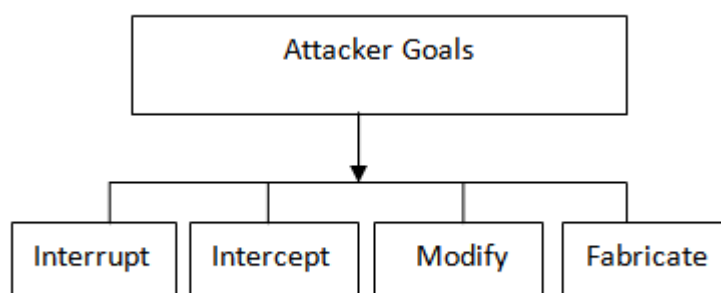 Attacker Goals
Interrupt
Intercept
Modify
Fabricate